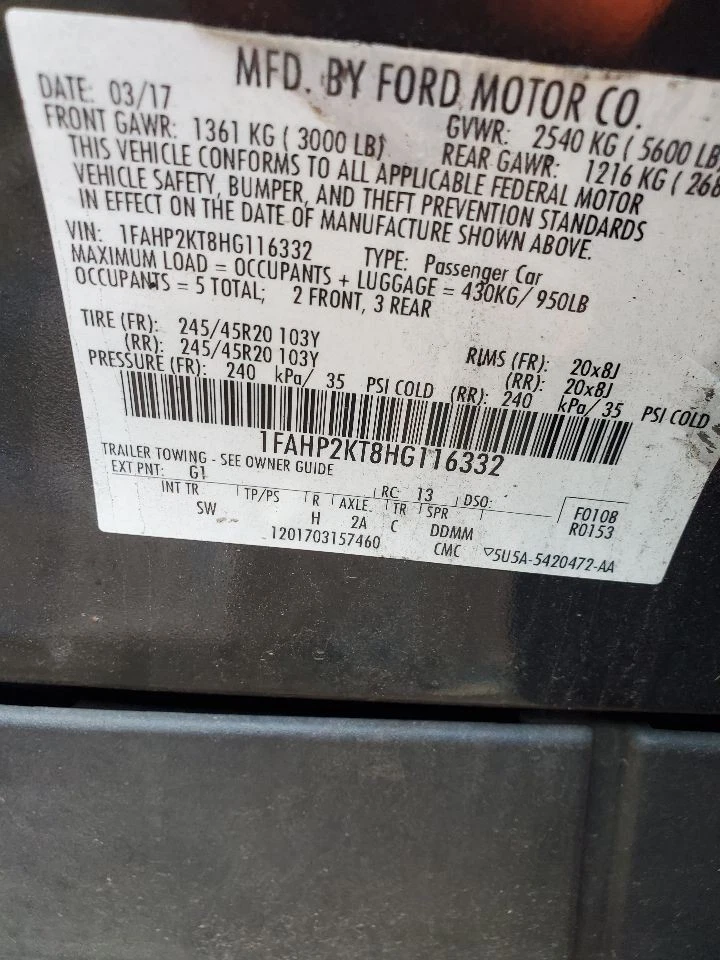 MFD. BY FORD MOTOR CO.
DATE: 03/17 GVWR: 2540 KG ( 5600 LB
FRONT GAWR: 1361 KG ( 3000 LB) REAR GAWR: 1216 KG ( 268
THIS VEHICLE CONFORMS TO ALL APPLICABLE FEDERAL MOTOR
VEHICLE SAFETY, BUMPER, AND THEFT PREVENTION STANDARDS
IN EFFECT ON THE DATE OF MANUFACTURE SHOWN ABOVE.
VIN: 1FAHP2KT8HG116332 TYPE: Passenger Car
MAXIMUM LOAD = OCCUPANTS + LUGGAGE = 430KG/ 950LB
OCCUPANTS = 5 TOTAL; 2 FRONT, 3 REAR
TIRE (FR): 245/45R20 103Y RIMS (FR): 20x8J
(RR): 245/45R20 103Y (RR): 20x8J
PRESSURE (FR): 240 kPa/ 35 PSI COLD (RR): 240 kPa/ 35 PSI COLD
1FAHP2KT8HG116332
TRAILER TOWING - SEE OWNER GUIDE
EXT PNT: G1 RC: 13 DSO:
INT TR TP/PS R AXLE TR SPR F0108
SW H 2A C DDMM R0153
1201703157460 CMC ▽5U5A-5420472-AA